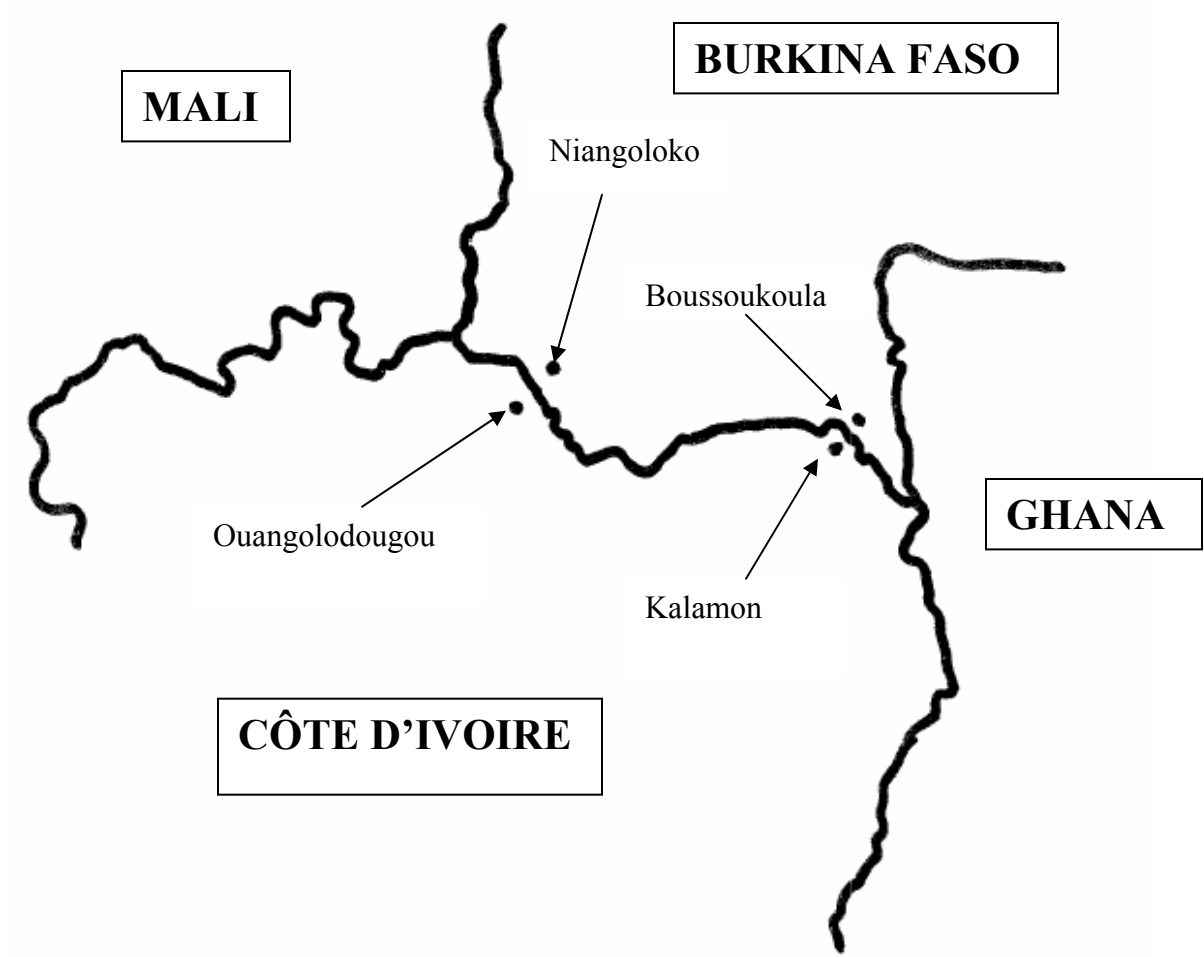 BURKINA FASO
MALI
Niangoloko
Boussoukoula
GHANA
Ouangolodougou
Kalamon
CÔTE D’IVOIRE